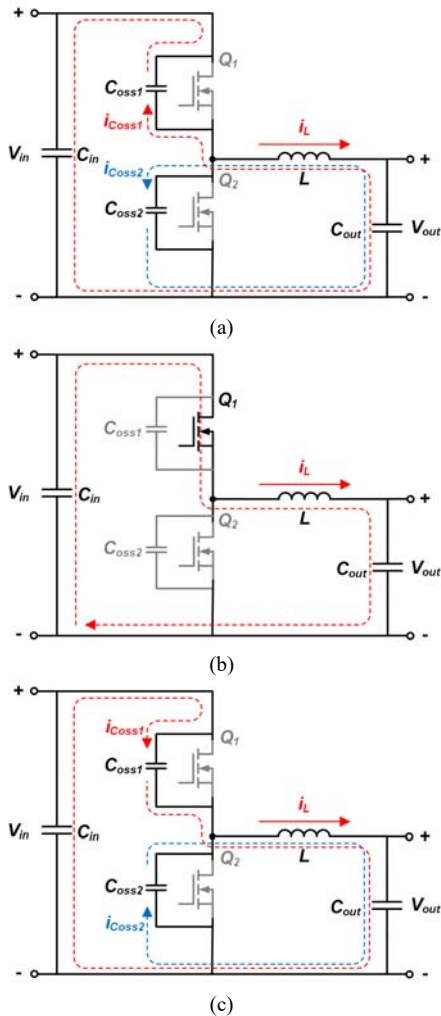 +
Q1
Coss1
iCoss1
iL
Vin
Cin
+
iCoss2
L
Q2
Coss2
Cout
Vout
-
-
(a)
+
Q1
Coss1
iL
Vin
Cin
+
L
Q2
Coss2
Cout
Vout
-
-
(b)
+
iCoss1
Q1
Coss1
iL
Vin
Cin
+
L
Q2
Coss2
Cout
Vout
iCoss2
-
-
(c)